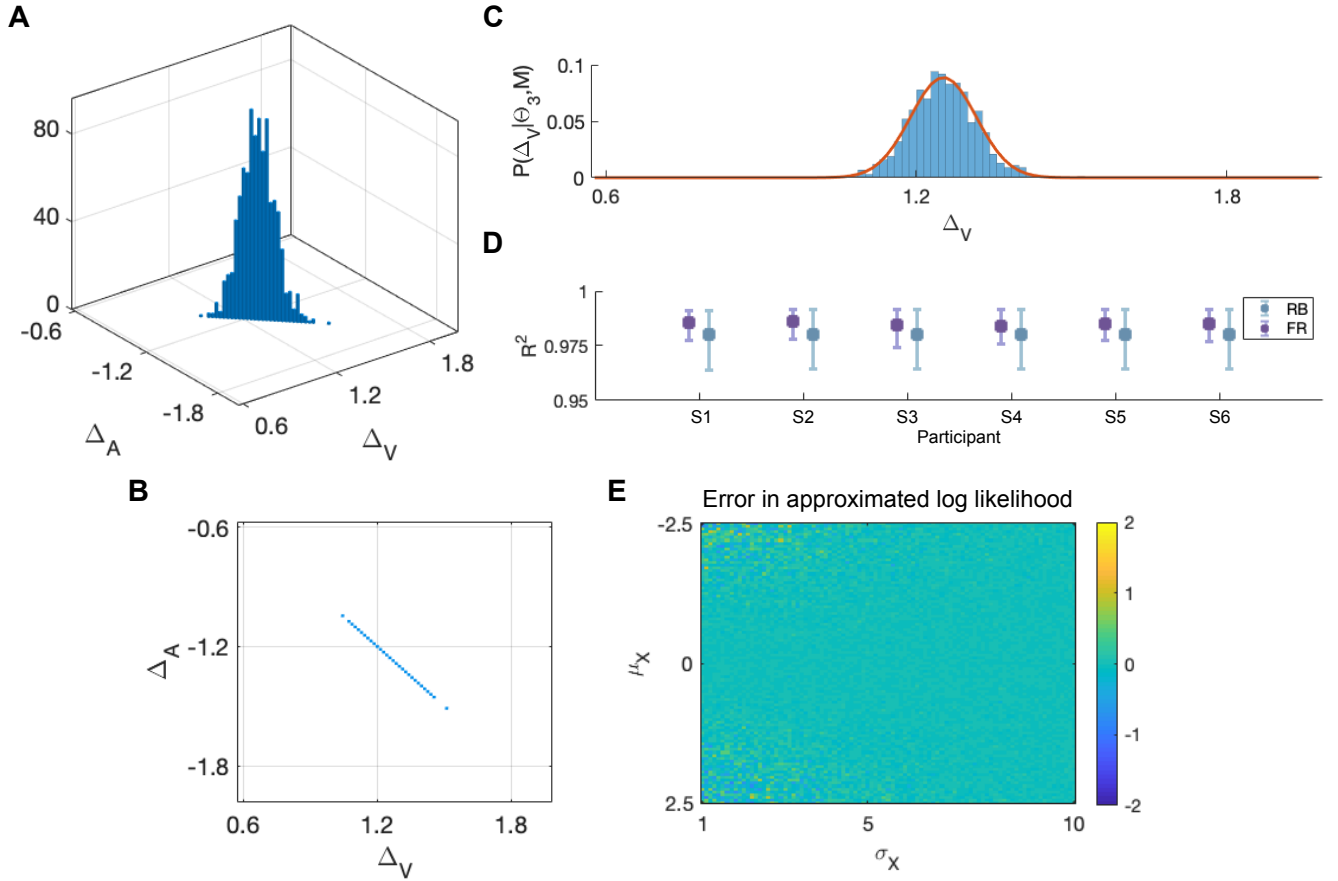 A
80
40
0
-0.6
-1.2
-1.8
Δ_A
0.6
1.2
1.8
Δ_V
B
-0.6
-1.2
-1.8
Δ_A
0.6
1.2
1.8
Δ_V
C
P(Δ_V|Θ_3,M)
0.1
0.05
0
0.6
1.2
1.8
Δ_V
D
R²
1
0.975
0.95
RB
FR
S1 S2 S3 S4 S5 S6
Participant
E
Error in approximated log likelihood
-2.5
0
2.5
μ_X
1 5 10
σ_X
2
1
0
-1
-2